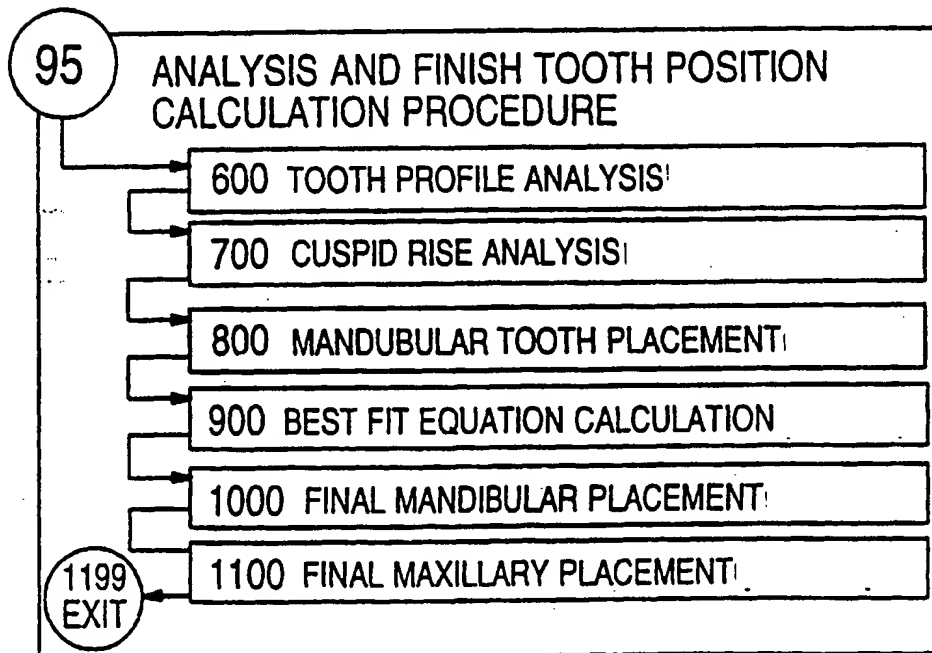 95
ANALYSIS AND FINISH TOOTH POSITION
CALCULATION PROCEDURE
600 TOOTH PROFILE ANALYSIS
700 CUSPID RISE ANALYSIS
800 MANDUBULAR TOOTH PLACEMENT
900 BEST FIT EQUATION CALCULATION
1000 FINAL MANDIBULAR PLACEMENT
1100 FINAL MAXILLARY PLACEMENT
1199
EXIT